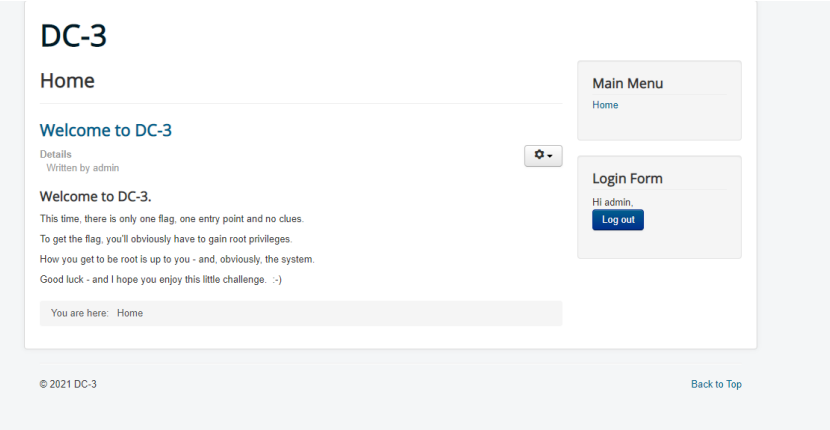 DC-3
Home
Welcome to DC-3
Details
Written by admin
Welcome to DC-3.
This time, there is only one flag, one entry point and no clues.
To get the flag, you'll obviously have to gain root privileges.
How you get to be root is up to you - and, obviously, the system.
Good luck - and I hope you enjoy this little challenge. :-)
You are here: Home
Main Menu
Home
Login Form
Hi admin,
Log out
© 2021 DC-3
Back to Top